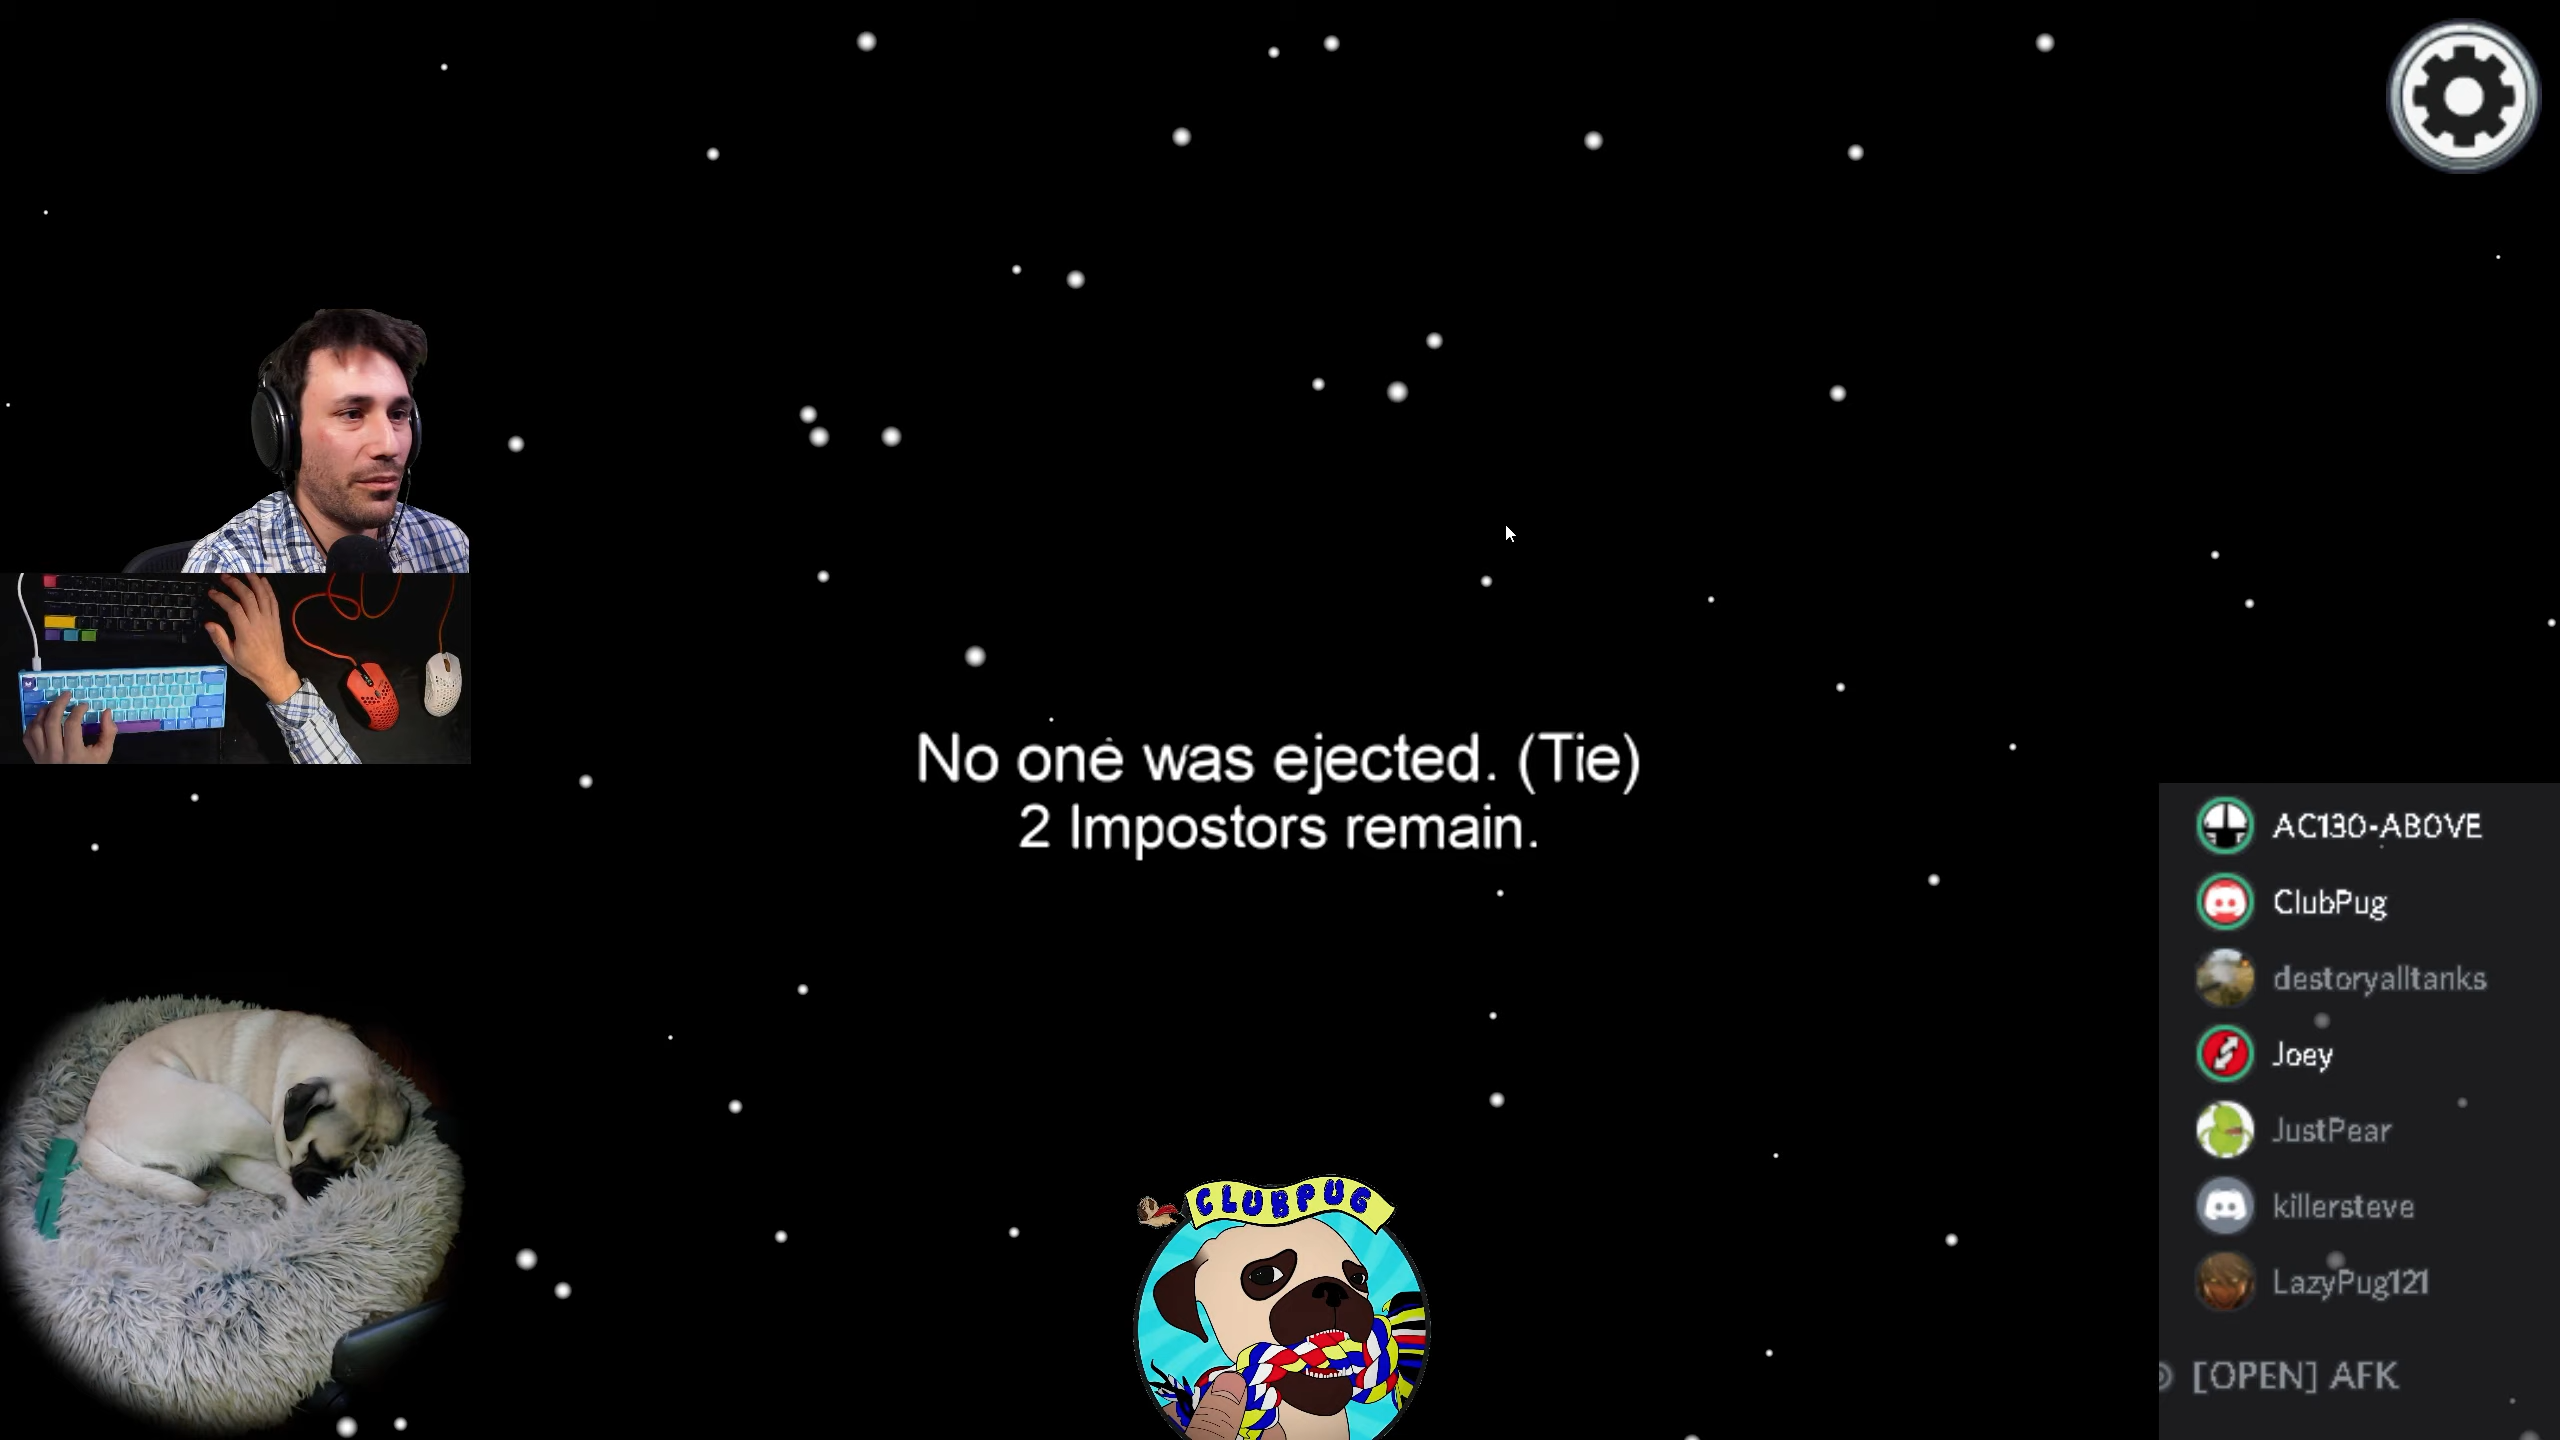 No one was ejected. (Tie)
2 Impostors remain.
AC130-ABOVE
ClubPug
destoryalltanks
Joey
JustPear
killersteve
LazyPug121
[OPEN] AFK
CLUBPUG